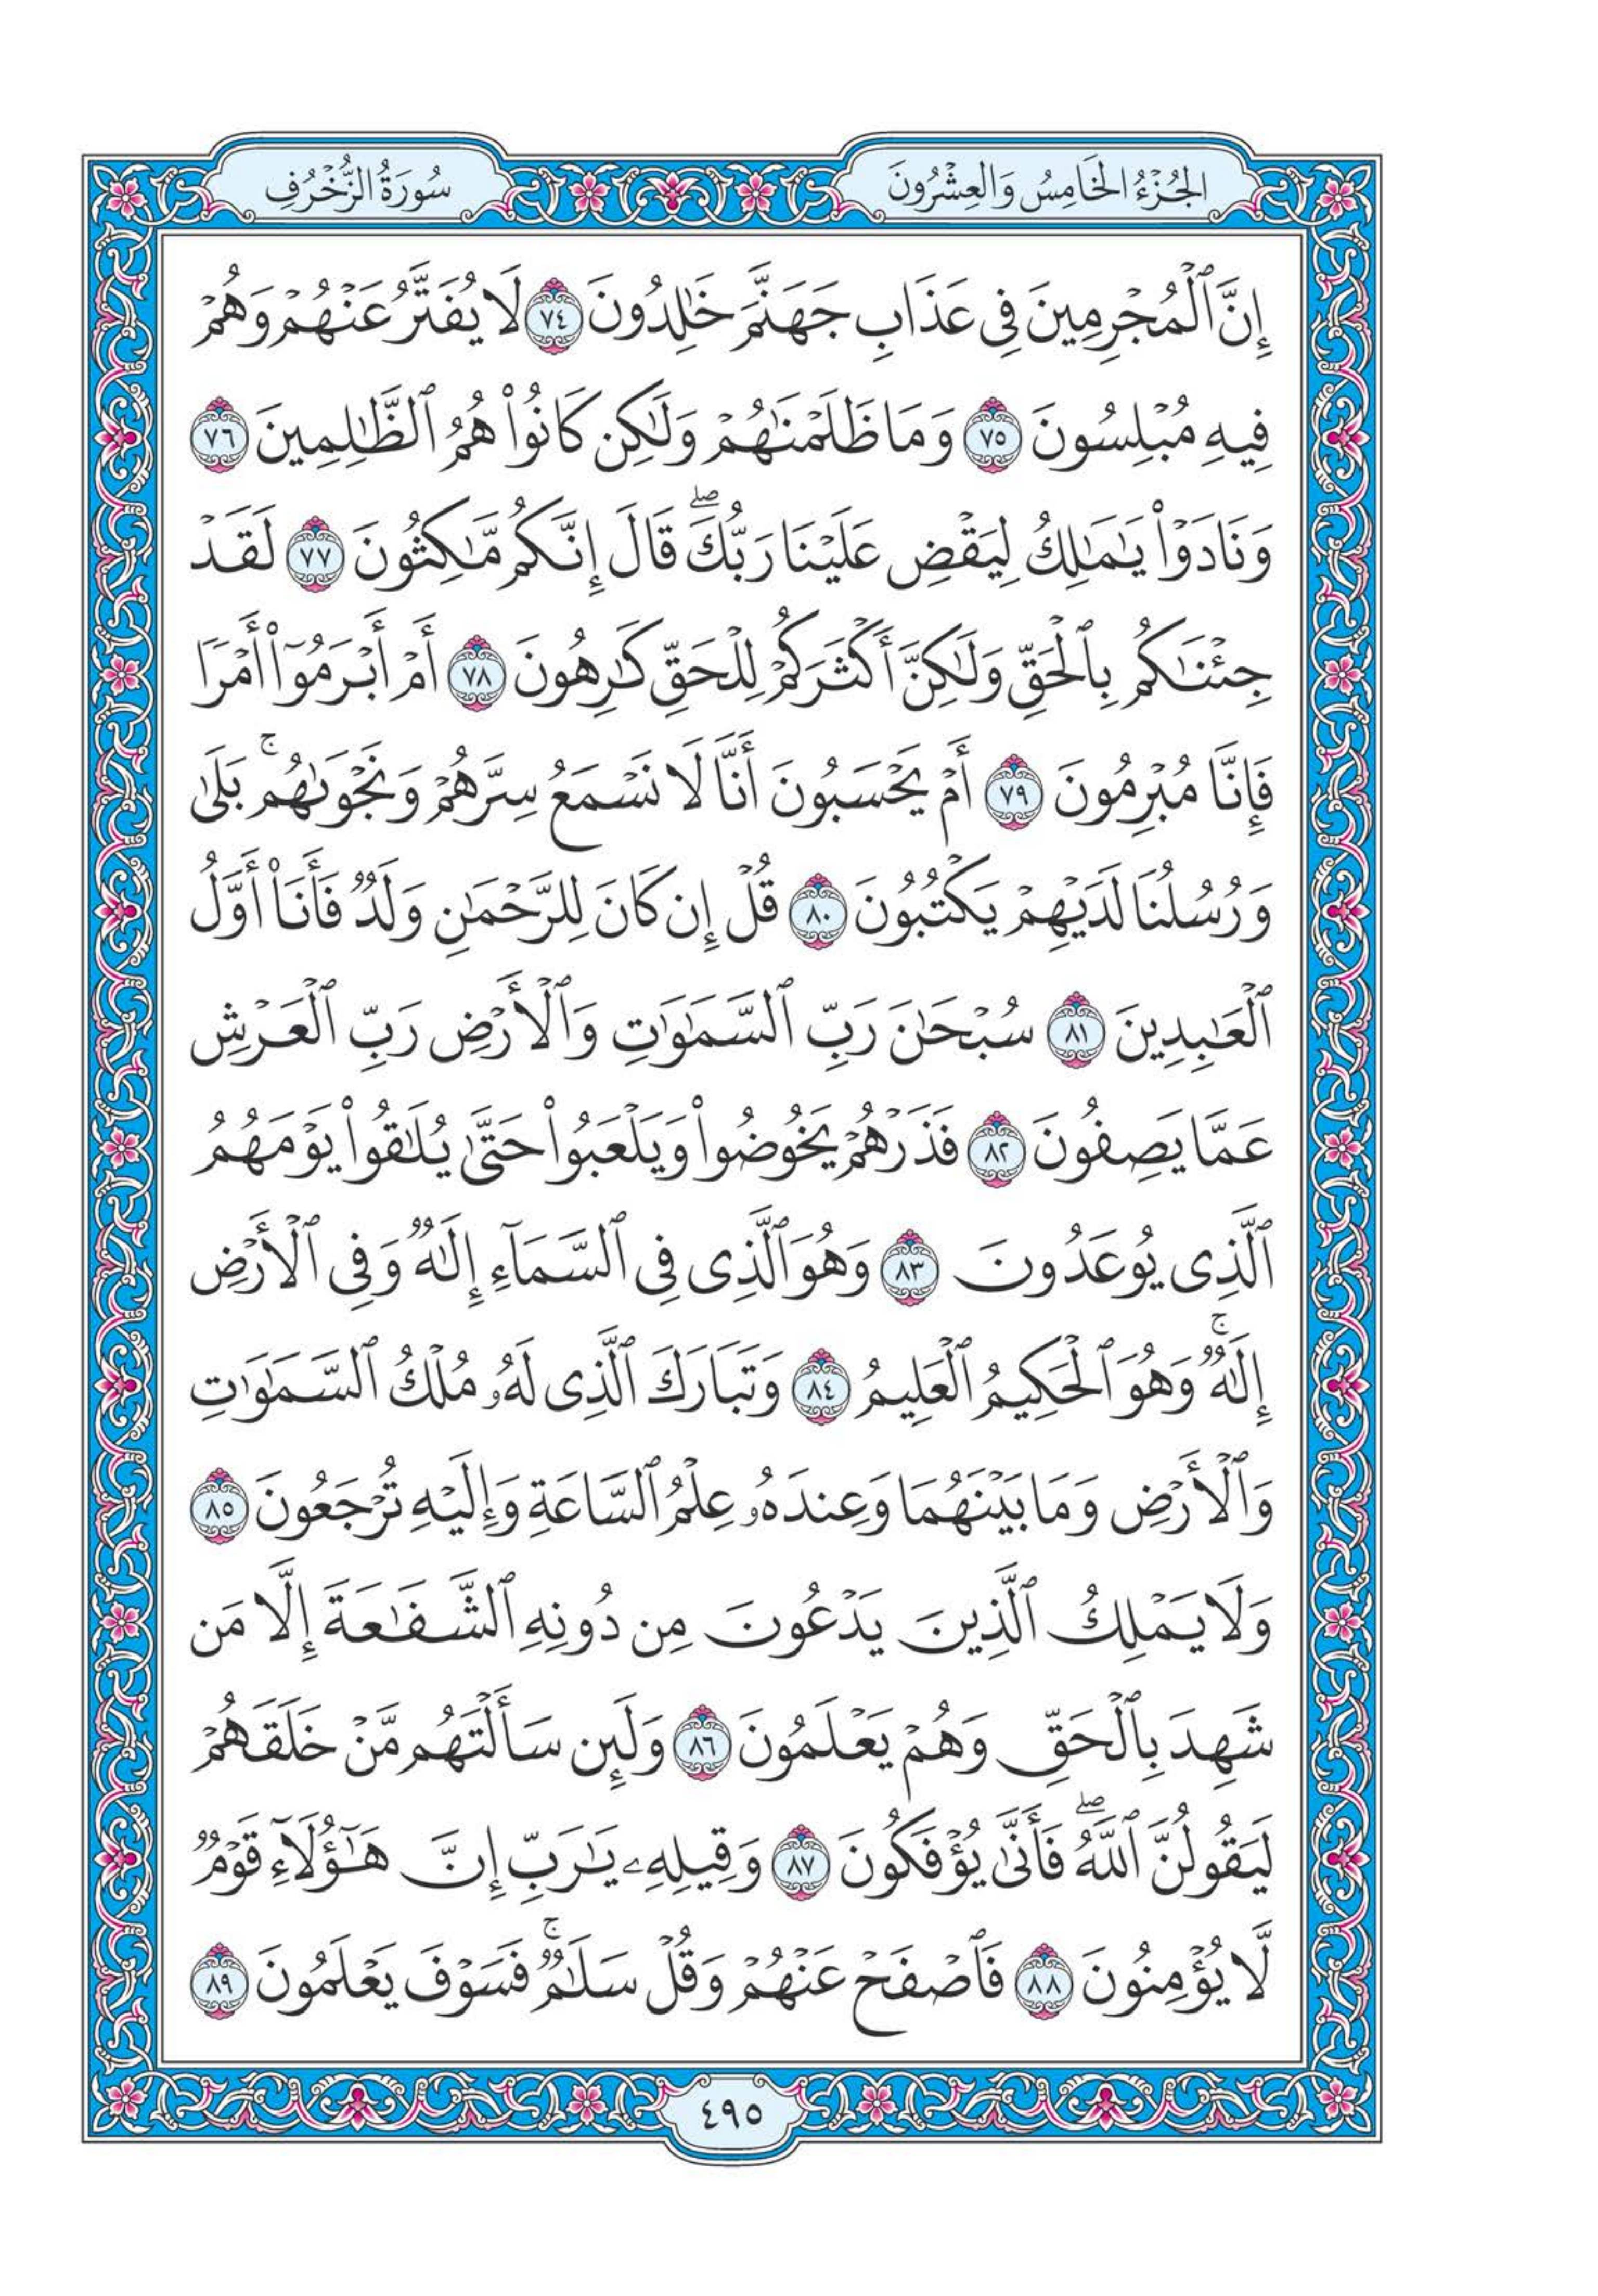 الجُزْءُ الخَامِسُ وَالعِشْرُونَ
سُورَةُ الزُّخْرُفِ
إِنَّ ٱلْمُجْرِمِينَ فِى عَذَابِ جَهَنَّمَ خَٰلِدُونَ ٧٤ لَا يُفَتَّرُ عَنْهُمْ وَهُمْ
فِيهِ مُبْلِسُونَ ٧٥ وَمَا ظَلَمْنَٰهُمْ وَلَٰكِن كَانُوا۟ هُمُ ٱلظَّٰلِمِينَ ٧٦
وَنَادَوْا۟ يَٰمَٰلِكُ لِيَقْضِ عَلَيْنَا رَبُّكَ ۖ قَالَ إِنَّكُم مَّٰكِثُونَ ٧٧ لَقَدْ
جِئْنَٰكُم بِٱلْحَقِّ وَلَٰكِنَّ أَكْثَرَكُمْ لِلْحَقِّ كَٰرِهُونَ ٧٨ أَمْ أَبْرَمُوٓا۟ أَمْرًا
فَإِنَّا مُبْرِمُونَ ٧٩ أَمْ يَحْسَبُونَ أَنَّا لَا نَسْمَعُ سِرَّهُمْ وَنَجْوَىٰهُم ۚ بَلَىٰ
وَرُسُلُنَا لَدَيْهِمْ يَكْتُبُونَ ٨٠ قُلْ إِن كَانَ لِلرَّحْمَٰنِ وَلَدٌ فَأَنَا۠ أَوَّلُ
ٱلْعَٰبِدِينَ ٨١ سُبْحَٰنَ رَبِّ ٱلسَّمَٰوَٰتِ وَٱلْأَرْضِ رَبِّ ٱلْعَرْشِ
عَمَّا يَصِفُونَ ٨٢ فَذَرْهُمْ يَخُوضُوا۟ وَيَلْعَبُوا۟ حَتَّىٰ يُلَٰقُوا۟ يَوْمَهُمُ
ٱلَّذِى يُوعَدُونَ ٨٣ وَهُوَ ٱلَّذِى فِى ٱلسَّمَآءِ إِلَٰهٌ وَفِى ٱلْأَرْضِ
إِلَٰهٌ ۚ وَهُوَ ٱلْحَكِيمُ ٱلْعَلِيمُ ٨٤ وَتَبَارَكَ ٱلَّذِى لَهُۥ مُلْكُ ٱلسَّمَٰوَٰتِ
وَٱلْأَرْضِ وَمَا بَيْنَهُمَا وَعِندَهُۥ عِلْمُ ٱلسَّاعَةِ وَإِلَيْهِ تُرْجَعُونَ ٨٥
وَلَا يَمْلِكُ ٱلَّذِينَ يَدْعُونَ مِن دُونِهِ ٱلشَّفَٰعَةَ إِلَّا مَن
شَهِدَ بِٱلْحَقِّ وَهُمْ يَعْلَمُونَ ٨٦ وَلَئِن سَأَلْتَهُم مَّنْ خَلَقَهُمْ
لَيَقُولُنَّ ٱللَّهُ ۖ فَأَنَّىٰ يُؤْفَكُونَ ٨٧ وَقِيلِهِۦ يَٰرَبِّ إِنَّ هَٰٓؤُلَآءِ قَوْمٌ
لَّا يُؤْمِنُونَ ٨٨ فَٱصْفَحْ عَنْهُمْ وَقُلْ سَلَٰمٌ ۚ فَسَوْفَ يَعْلَمُونَ ٨٩
٤٩٥